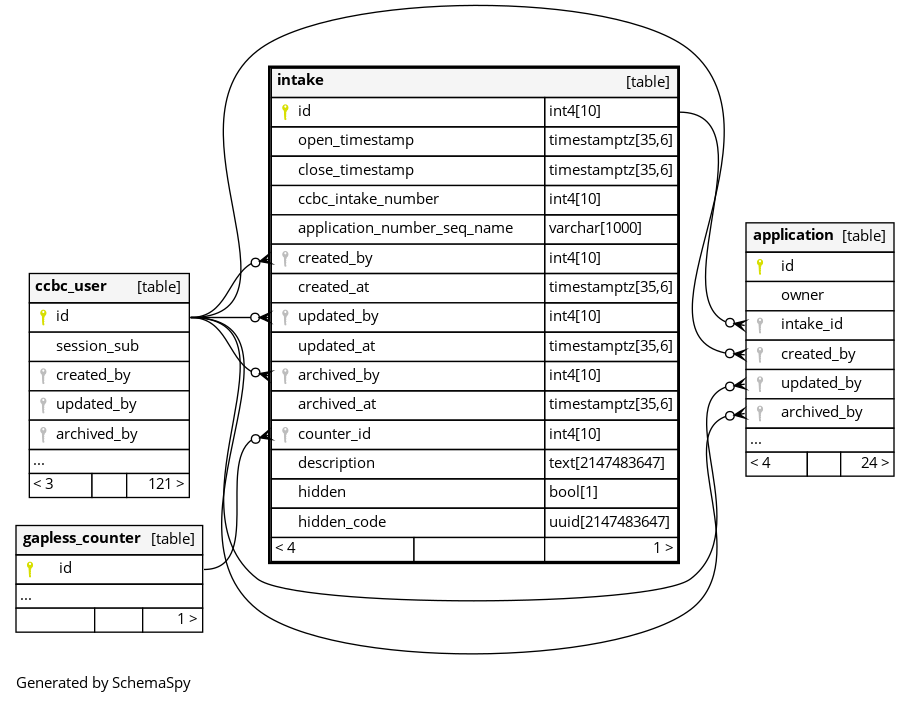 intake [table]
id int4[10]
open_timestamp timestamptz[35,6]
close_timestamp timestamptz[35,6]
ccbc_intake_number int4[10]
application_number_seq_name varchar[1000]
created_by int4[10]
created_at timestamptz[35,6]
updated_by int4[10]
updated_at timestamptz[35,6]
archived_by int4[10]
archived_at timestamptz[35,6]
counter_id int4[10]
description text[2147483647]
hidden bool[1]
hidden_code uuid[2147483647]
< 4 1 >
application [table]
id
owner
intake_id
created_by
updated_by
archived_by
...
< 4 24 >
ccbc_user [table]
id
session_sub
created_by
updated_by
archived_by
...
< 3 121 >
gapless_counter [table]
id
...
1 >
Generated by SchemaSpy